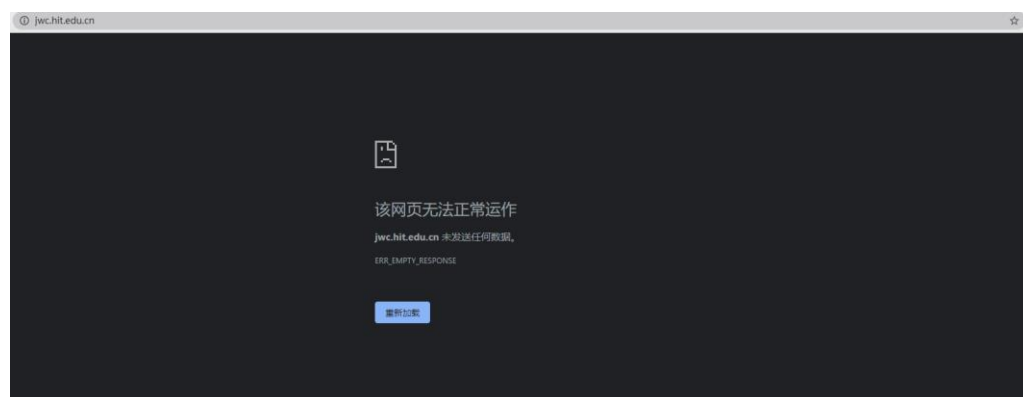 jwc.hit.edu.cn
该网页无法正常运作
jwc.hit.edu.cn 未发送任何数据。
ERR_EMPTY_RESPONSE
重新加载